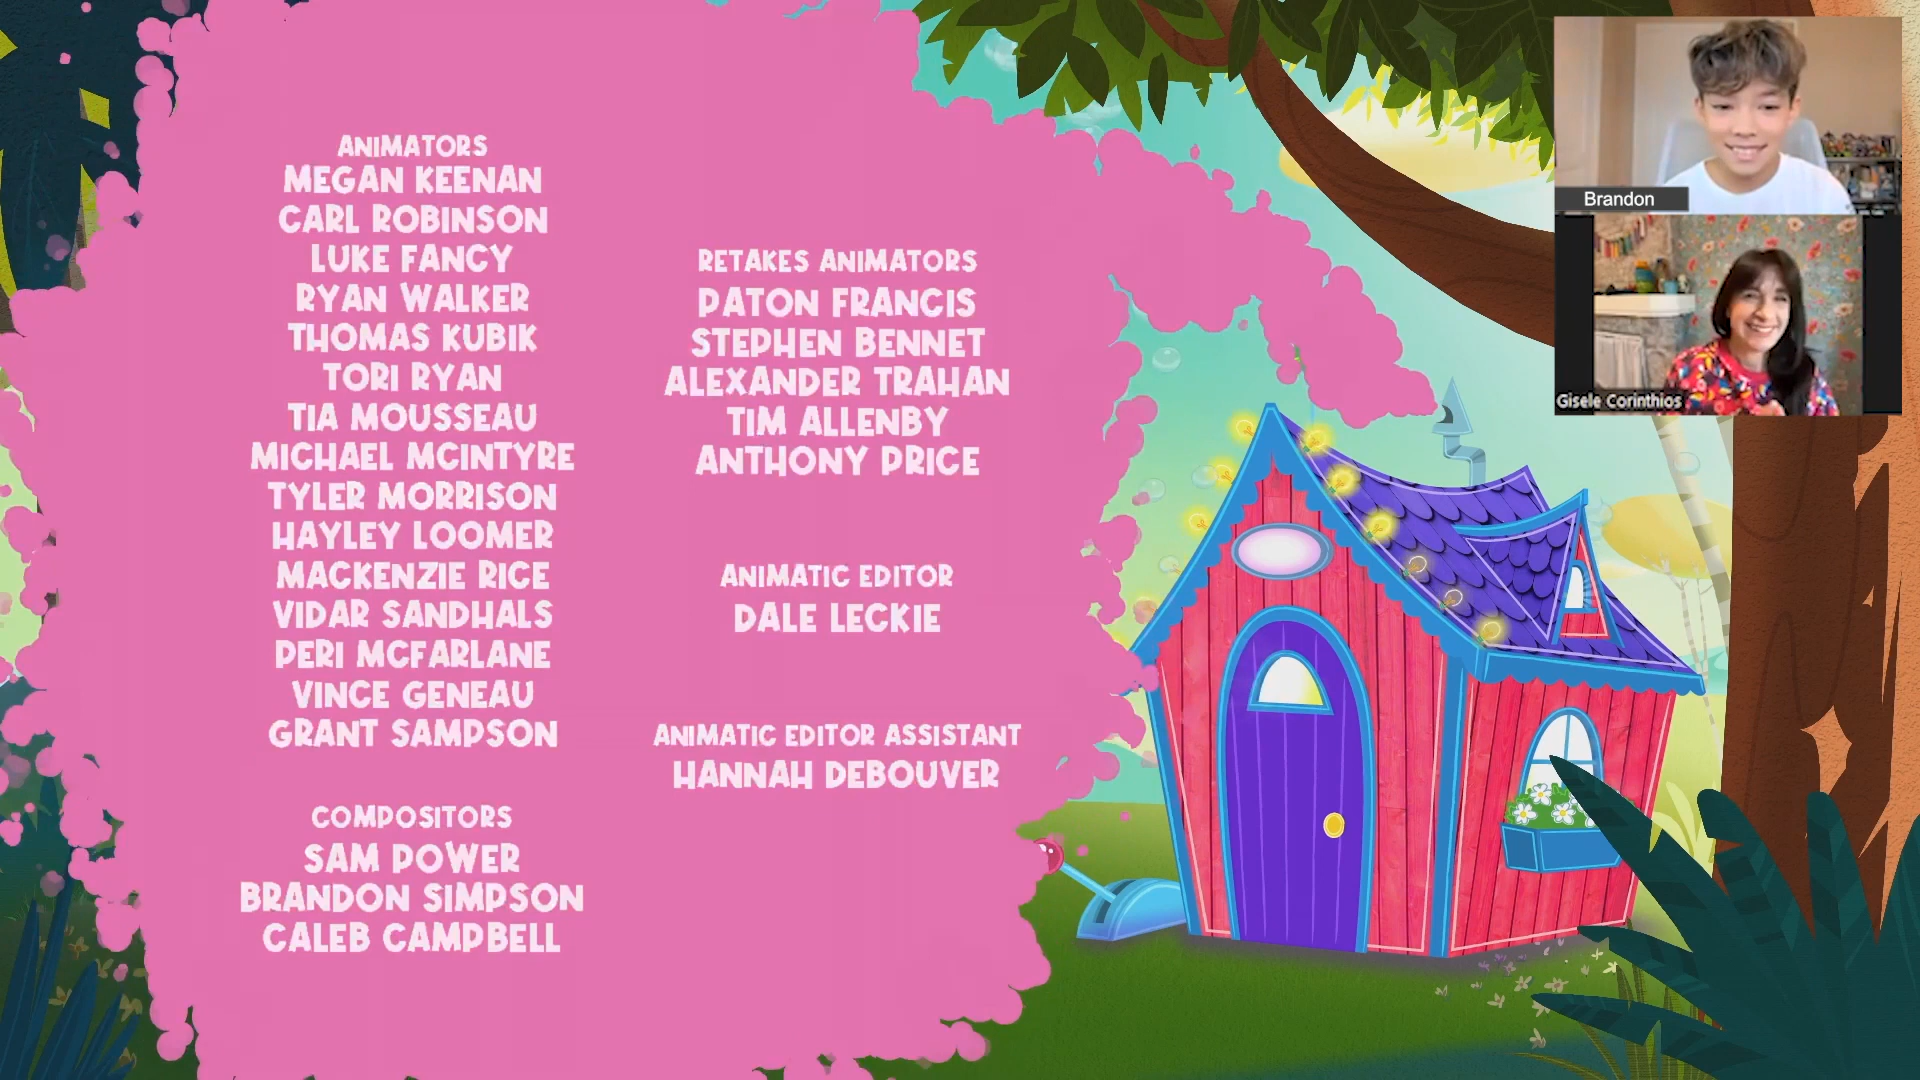 ANIMATORS
MEGAN KEENAN
CARL ROBINSON
LUKE FANCY
RYAN WALKER
THOMAS KUBIK
TORI RYAN
TIA MOUSSEAU
MICHAEL MCINTYRE
TYLER MORRISON
HAYLEY LOOMER
MACKENZIE RICE
VIDAR SANDHALS
PERI MCFARLANE
VINCE GENEAU
GRANT SAMPSON
COMPOSITORS
SAM POWER
BRANDON SIMPSON
CALEB CAMPBELL
RETAKES ANIMATORS
PATON FRANCIS
STEPHEN BENNET
ALEXANDER TRAHAN
TIM ALLENBY
ANTHONY PRICE
ANIMATIC EDITOR
DALE LECKIE
ANIMATIC EDITOR ASSISTANT
HANNAH DEBOUVER
Brandon
Gisele Corinthios